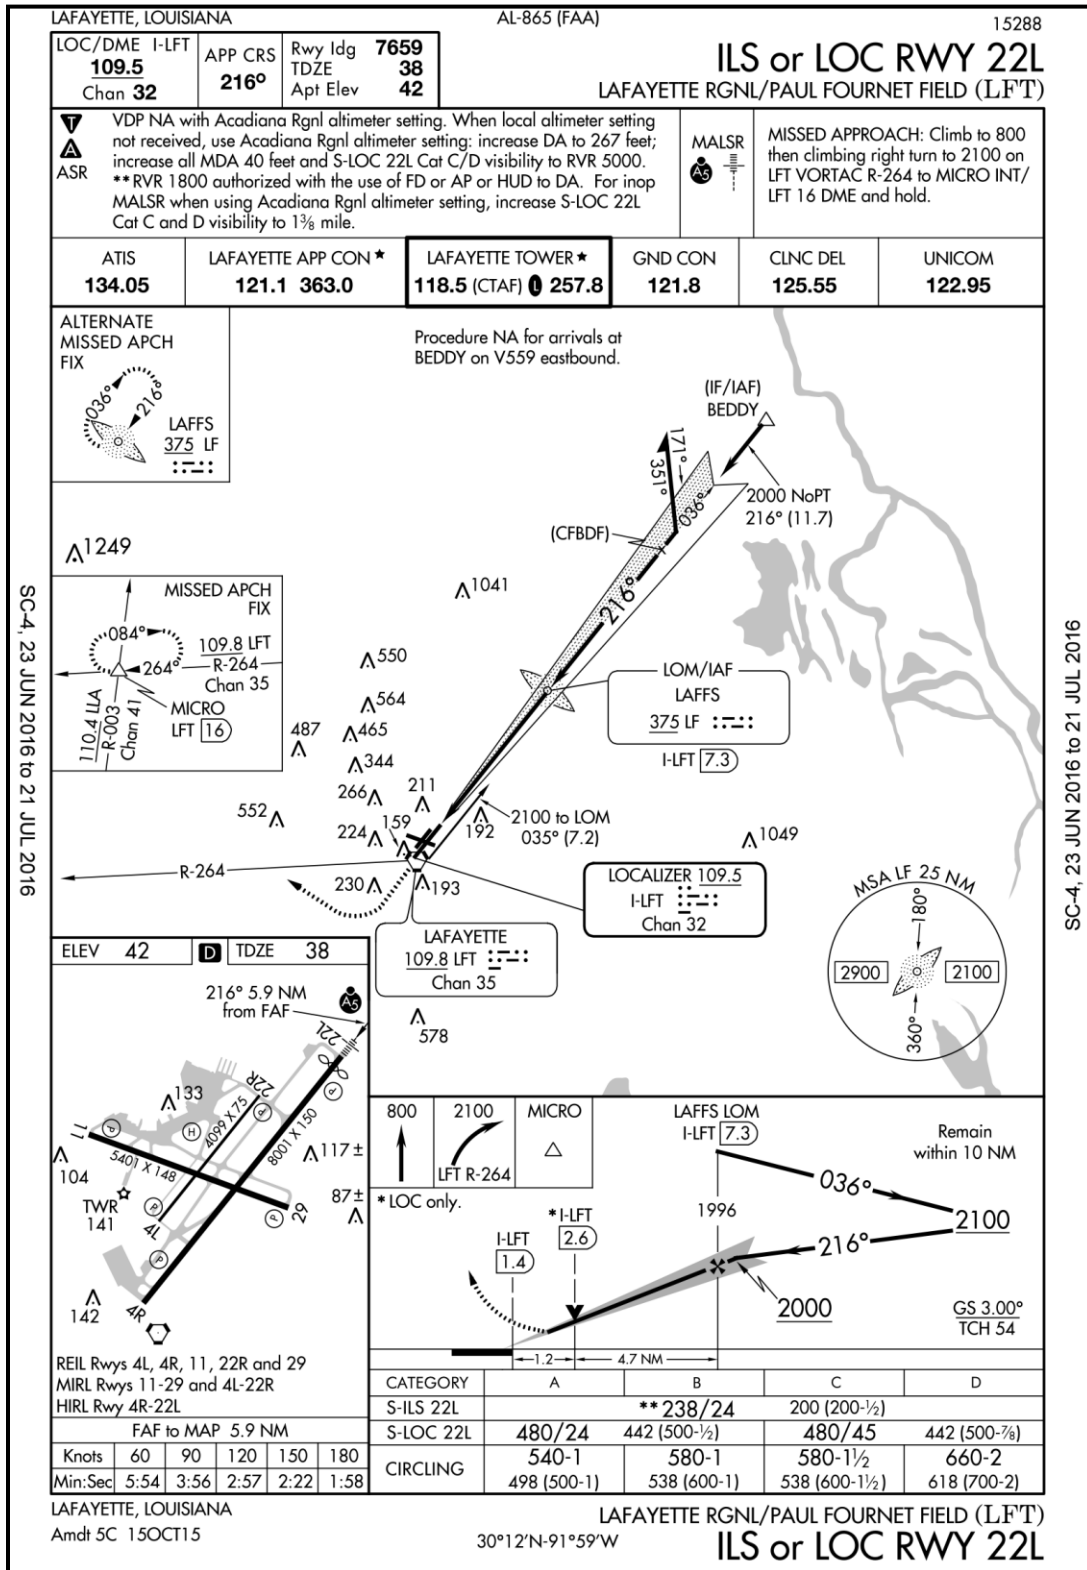 LAFAYETTE, LOUISIANA
AL-865 (FAA)
15288
LOC/DME I-LFT
109.5
Chan 32
APP CRS
216°
Rwy ldg 7659
TDZE 38
Apt Elev 42
ILS or LOC RWY 22L
LAFAYETTE RGNL/PAUL FOURNET FIELD (LFT)
T
A
ASR
VDP NA with Acadiana Rgnl altimeter setting. When local altimeter setting
not received, use Acadiana Rgnl altimeter setting: increase DA to 267 feet;
increase all MDA 40 feet and S-LOC 22L Cat C/D visibility to RVR 5000.
**RVR 1800 authorized with the use of FD or AP or HUD to DA. For inop
MALSR when using Acadiana Rgnl altimeter setting, increase S-LOC 22L
Cat C and D visibility to 1⅜ mile.
MALSR
A5
MISSED APPROACH: Climb to 800
then climbing right turn to 2100 on
LFT VORTAC R-264 to MICRO INT/
LFT 16 DME and hold.
ATIS
134.05
LAFAYETTE APP CON ★
121.1 363.0
LAFAYETTE TOWER ★
118.5 (CTAF) L 257.8
GND CON
121.8
CLNC DEL
125.55
UNICOM
122.95
ALTERNATE
MISSED APCH
FIX
036°
216°
LAFFS
375 LF
Procedure NA for arrivals at
BEDDY on V559 eastbound.
(IF/IAF)
BEDDY
171°
351°
036°
2000 NoPT
216° (11.7)
(CFBDF)
216°
1249
1041
MISSED APCH
FIX
084°
264°
109.8 LFT
R-264
Chan 35
MICRO
LFT 16
110.4 LLA
R-003
Chan 41
550
564
487
465
344
266
211
552
224
159
192
2100 to LOM
035° (7.2)
LOM/IAF
LAFFS
375 LF
I-LFT 7.3
1049
R-264
230
193
LOCALIZER 109.5
I-LFT
Chan 32
LAFAYETTE
109.8 LFT
Chan 35
578
MSA LF 25 NM
180°
2900
2100
360°
SC-4, 23 JUN 2016 to 21 JUL 2016
SC-4, 23 JUN 2016 to 21 JUL 2016
ELEV 42
D
TDZE 38
216° 5.9 NM
from FAF
A5
22L
22R
133
H
P
P
P
4099 X 75
8001 X 150
11
5401 X 148
117 ±
104
TWR
141
87 ±
P
P
P
29
4L
4R
142
REIL Rwys 4L, 4R, 11, 22R and 29
MIRL Rwys 11-29 and 4L-22R
HIRL Rwy 4R-22L
FAF to MAP 5.9 NM
Knots 60 90 120 150 180
Min:Sec 5:54 3:56 2:57 2:22 1:58
800
2100
LFT R-264
MICRO
* LOC only.
LAFFS LOM
I-LFT 7.3
Remain
within 10 NM
036°
2100
216°
1996
2000
* I-LFT
2.6
I-LFT
1.4
GS 3.00°
TCH 54
1.2
4.7 NM
CATEGORY A B C D
S-ILS 22L **238/24 200 (200-½)
S-LOC 22L 480/24 442 (500-½) 480/45 442 (500-⅞)
CIRCLING
540-1
498 (500-1)
580-1
538 (600-1)
580-1½
538 (600-1½)
660-2
618 (700-2)
LAFAYETTE, LOUISIANA
Amdt 5C 15OCT15
30°12'N-91°59'W
LAFAYETTE RGNL/PAUL FOURNET FIELD (LFT)
ILS or LOC RWY 22L